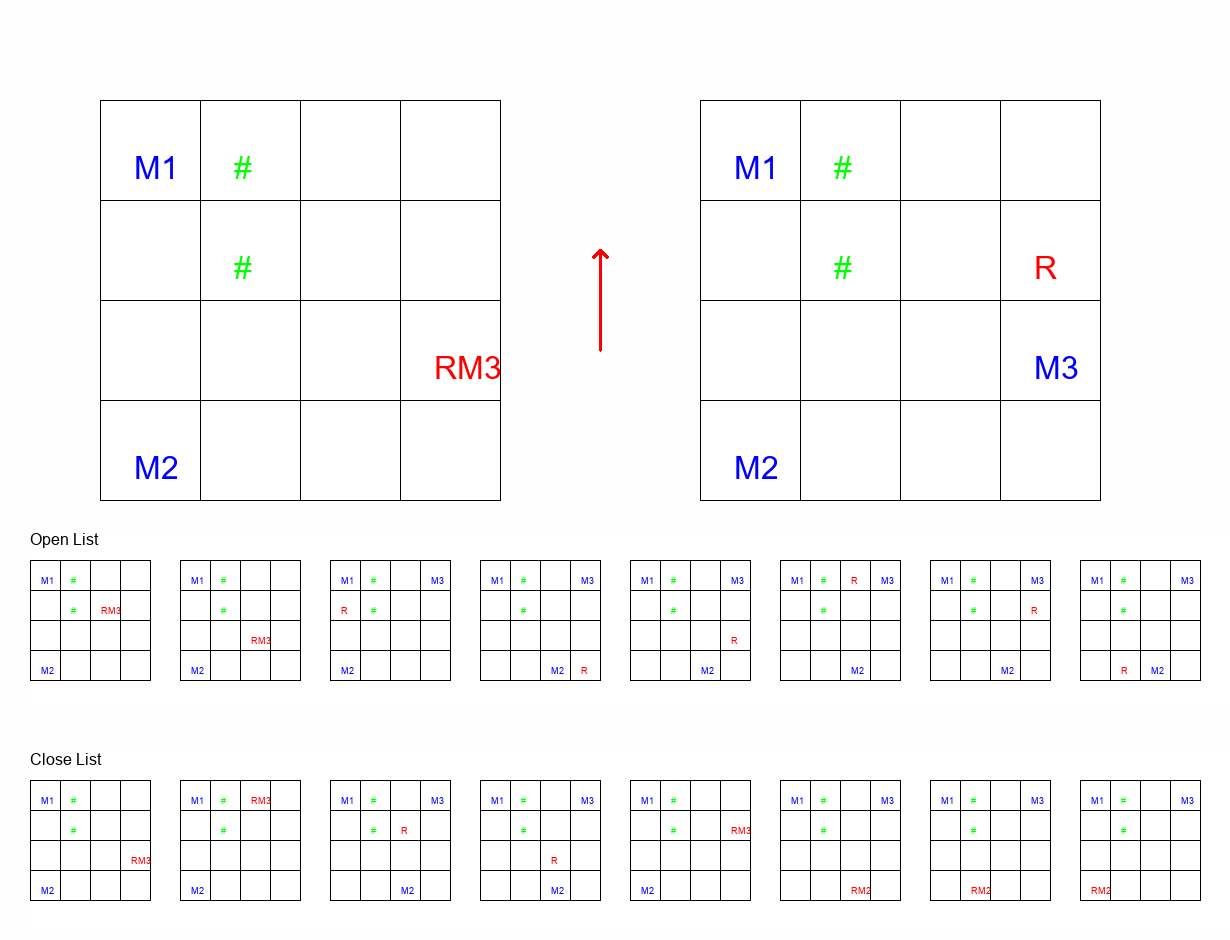 M1 # M1 #
# # R
RM3 M3
M2 M2
Open List
M1 # M1 # M1 # M3 M1 # M3 M1 # M3 M1 # R M3 M1 # M3 M1 # M3
# RM3 # R # # # # # R #
RM3 R
M2 M2 M2 M2 R M2 M2 M2 R M2
Close List
M1 # M1 # RM3 M1 # M3 M1 # M3 M1 # M1 # M3 M1 # M3 M1 # M3
# # # R # # RM3 # # #
RM3 R
M2 M2 M2 M2 M2 RM2 RM2 RM2